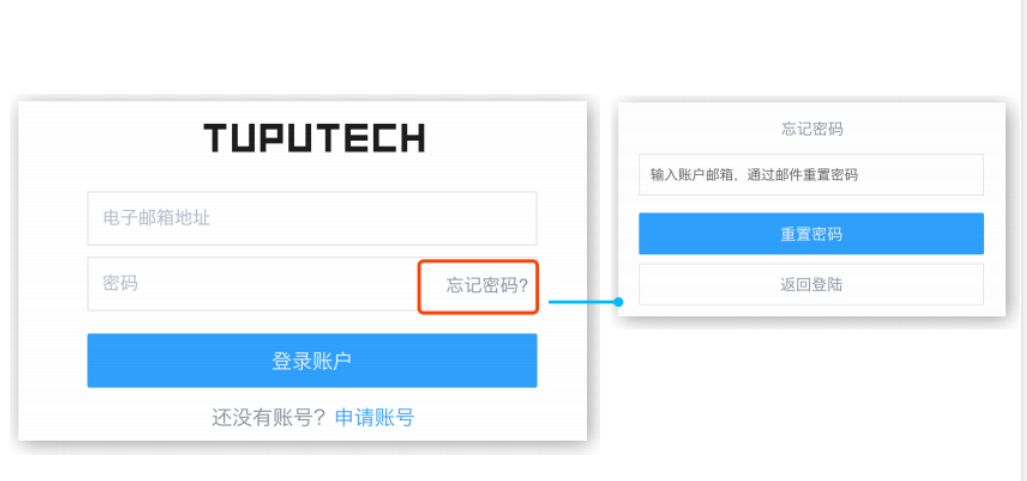 TUPUTECH
电子邮箱地址
密码
忘记密码?
登录账户
还没有账号? 申请账号
忘记密码
输入账户邮箱，通过邮件重置密码
重置密码
返回登陆